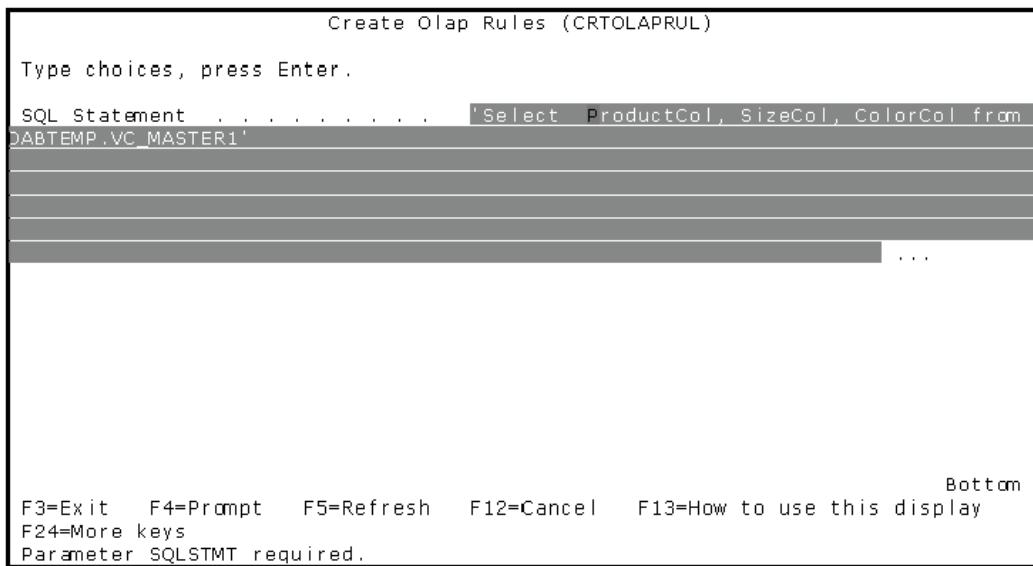 Create Olap Rules (CRTOLAPRUL)
Type choices, press Enter.
SQL Statement . . . . . . . . . 'Select ProductCol, SizeCol, ColorCol from
DABTEMP.VC_MASTER1'
...
Bottom
F3=Exit F4=Prompt F5=Refresh F12=Cancel F13=How to use this display
F24=More keys
Parameter SQLSTMT required.